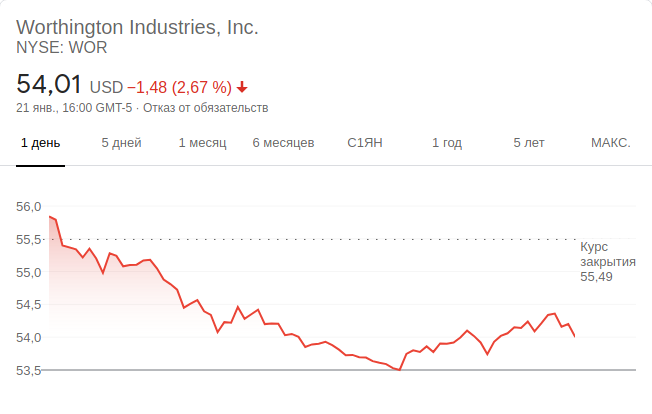 Worthington Industries, Inc.
NYSE: WOR
54,01 USD −1,48 (2,67 %)
21 янв., 16:00 GMT-5 · Отказ от обязательств
1 день 5 дней 1 месяц 6 месяцев С1ЯН 1 год 5 лет МАКС.
56,0
55,5
55,0
54,5
54,0
53,5
Курс
закрытия
55,49